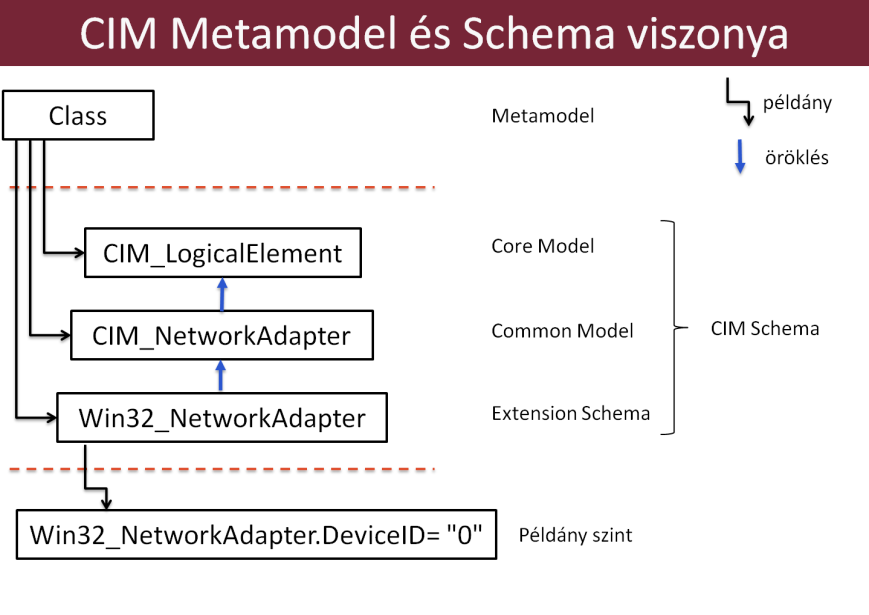 CIM Metamodel és Schema viszonya
Class
Metamodel
példány
öröklés
CIM_LogicalElement
Core Model
CIM_NetworkAdapter
Common Model
CIM Schema
Win32_NetworkAdapter
Extension Schema
Win32_NetworkAdapter.DeviceID= "0"
Példány szint